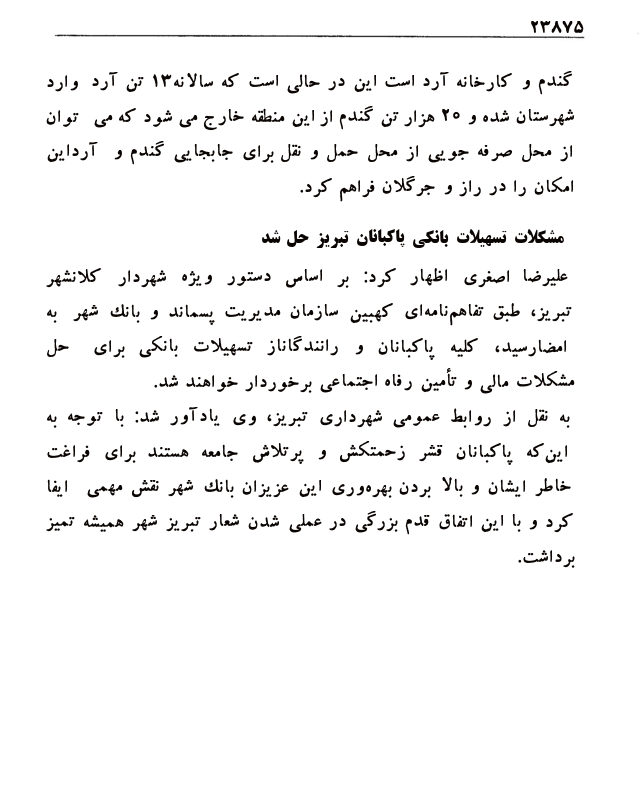 ۲۳۸۷۵
گندم و کارخانه آرد است این در حالی است که سالانه۱۳ تن آرد وارد
شهرستان شده و ۲۰ هزار تن گندم از این منطقه خارج می شود که می توان
از محل صرفه جویی از محل حمل و نقل برای جابجایی گندم و آرداین
امکان را در راز و جرگلان فراهم کرد.
مشکلات تسهیلات بانکی پاکبانان تبریز حل شد
علیرضا اصغری اظهار کرد: بر اساس دستور ویژه شهردار کلانشهر
تبریز، طبق تفاهم‌نامه‌ای کهبین سازمان مدیریت پسماند و بانك شهر به
امضارسید، کلیه پاکبانان و رانندگاناز تسهیلات بانکی برای حل
مشکلات مالی و تأمین رفاه اجتماعی برخوردار خواهند شد.
به نقل از روابط عمومی شهرداری تبریز، وی یادآور شد: با توجه به
این‌که پاکبانان قشر زحمتکش و پرتلاش جامعه هستند برای فراغت
خاطر ایشان و بالا بردن بهره‌وری این عزیزان بانك شهر نقش مهمی ایفا
کرد و با این اتفاق قدم بزرگی در عملی شدن شعار تبریز شهر همیشه تمیز
برداشت.